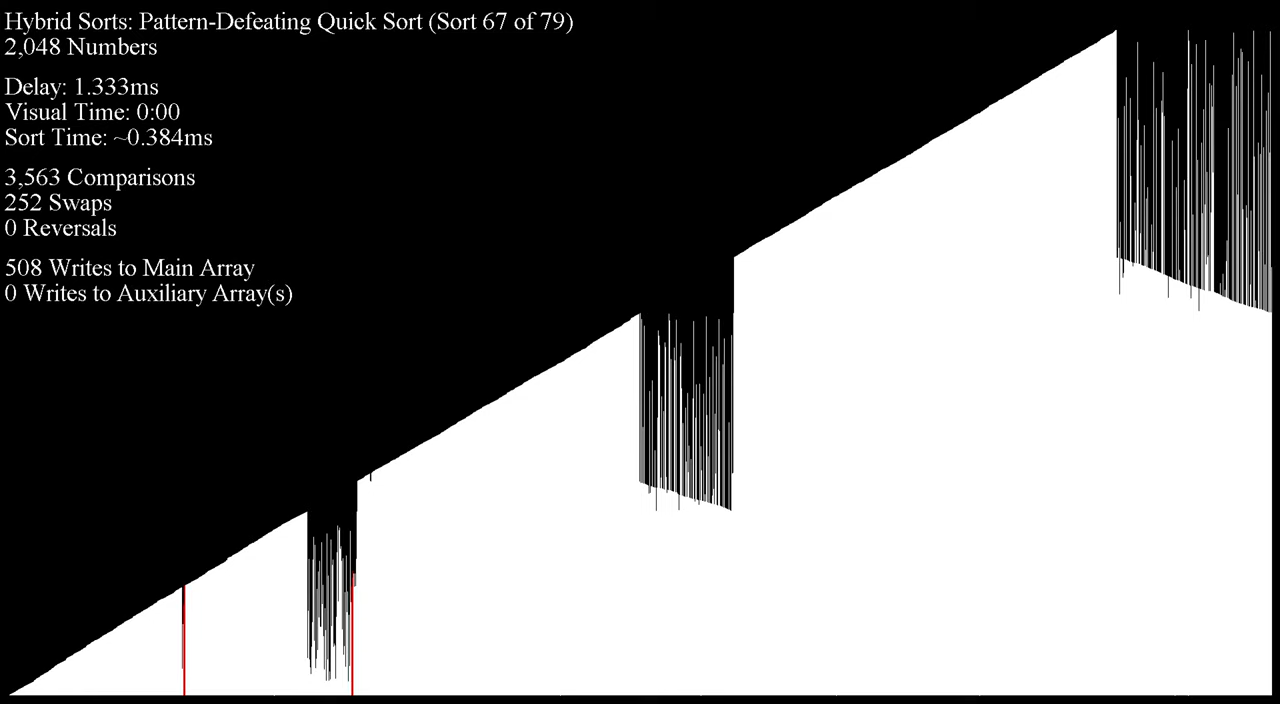 Hybrid Sorts: Pattern-Defeating Quick Sort (Sort 67 of 79)
2,048 Numbers
Delay: 1.333ms
Visual Time: 0:00
Sort Time: ~0.384ms
3,563 Comparisons
252 Swaps
0 Reversals
508 Writes to Main Array
0 Writes to Auxiliary Array(s)